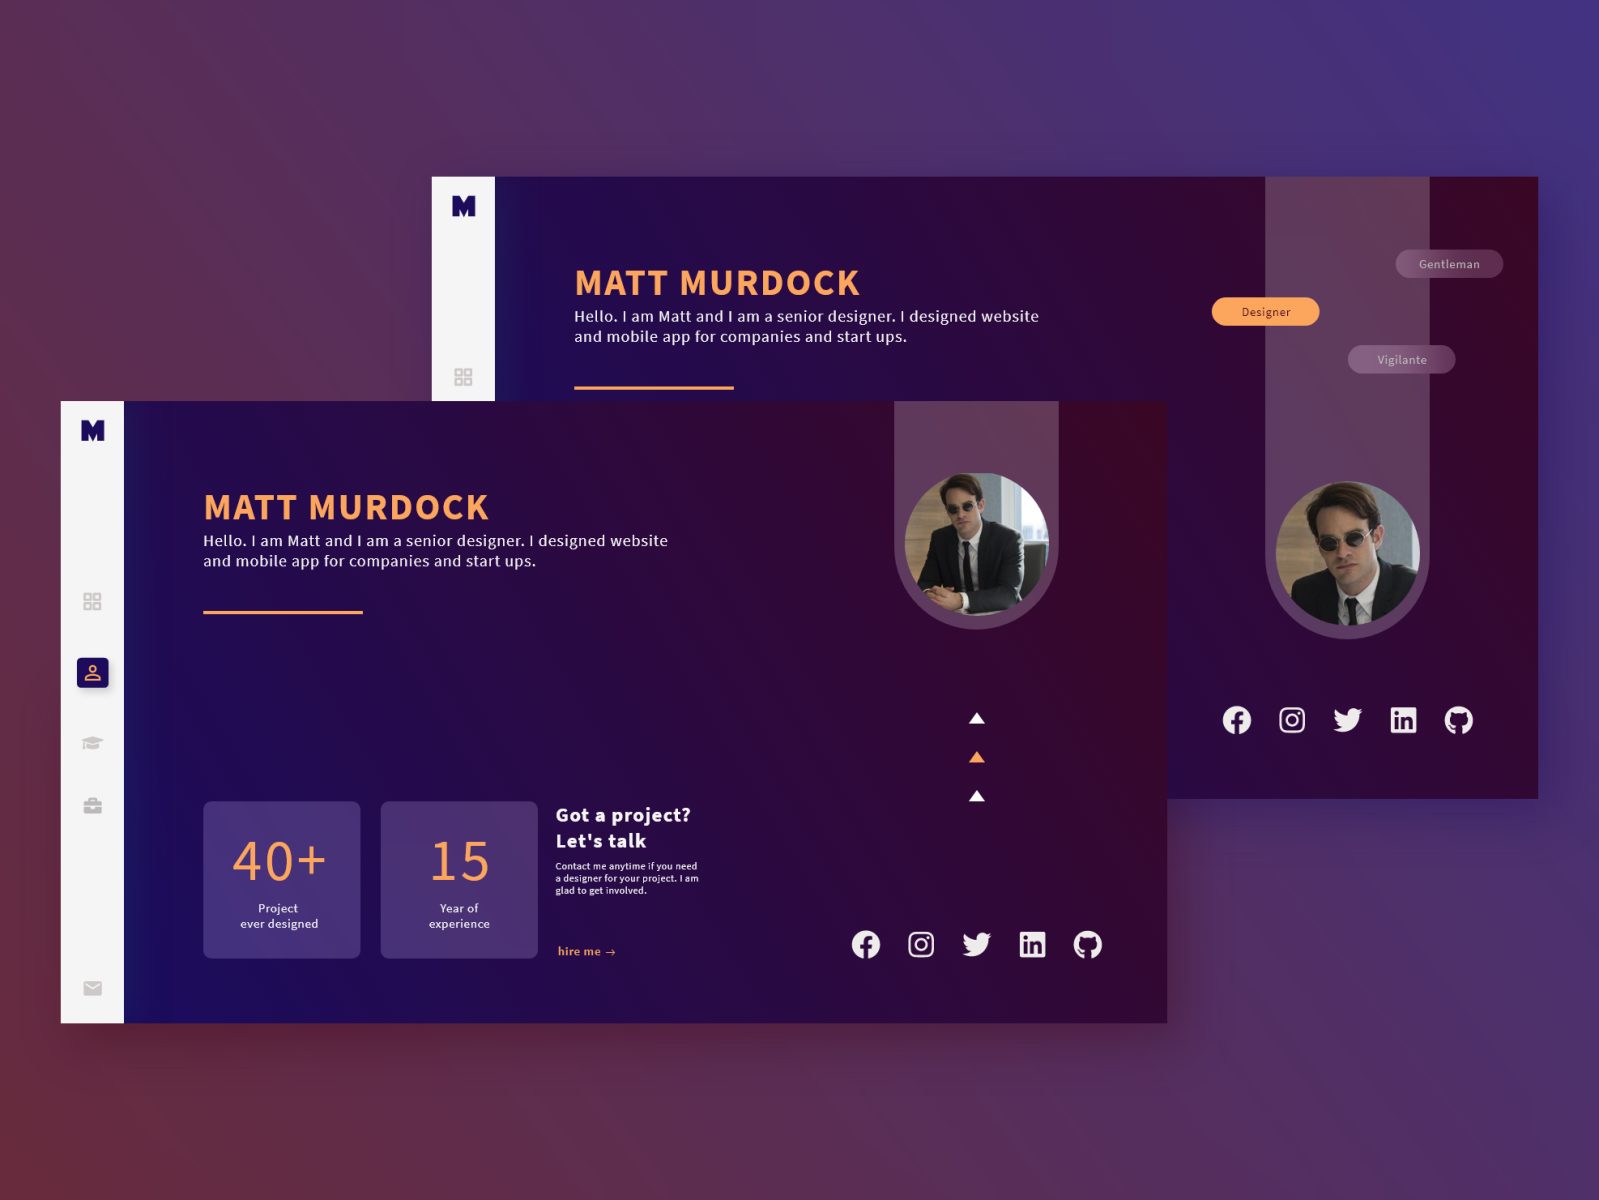 M
MATT MURDOCK
Hello. I am Matt and I am a senior designer. I designed website
and mobile app for companies and start ups.
Gentleman
Designer
Vigilante
M
MATT MURDOCK
Hello. I am Matt and I am a senior designer. I designed website
and mobile app for companies and start ups.
40+
Project
ever designed
15
Year of
experience
Got a project?
Let's talk
Contact me anytime if you need
a designer for your project. I am
glad to get involved.
hire me →